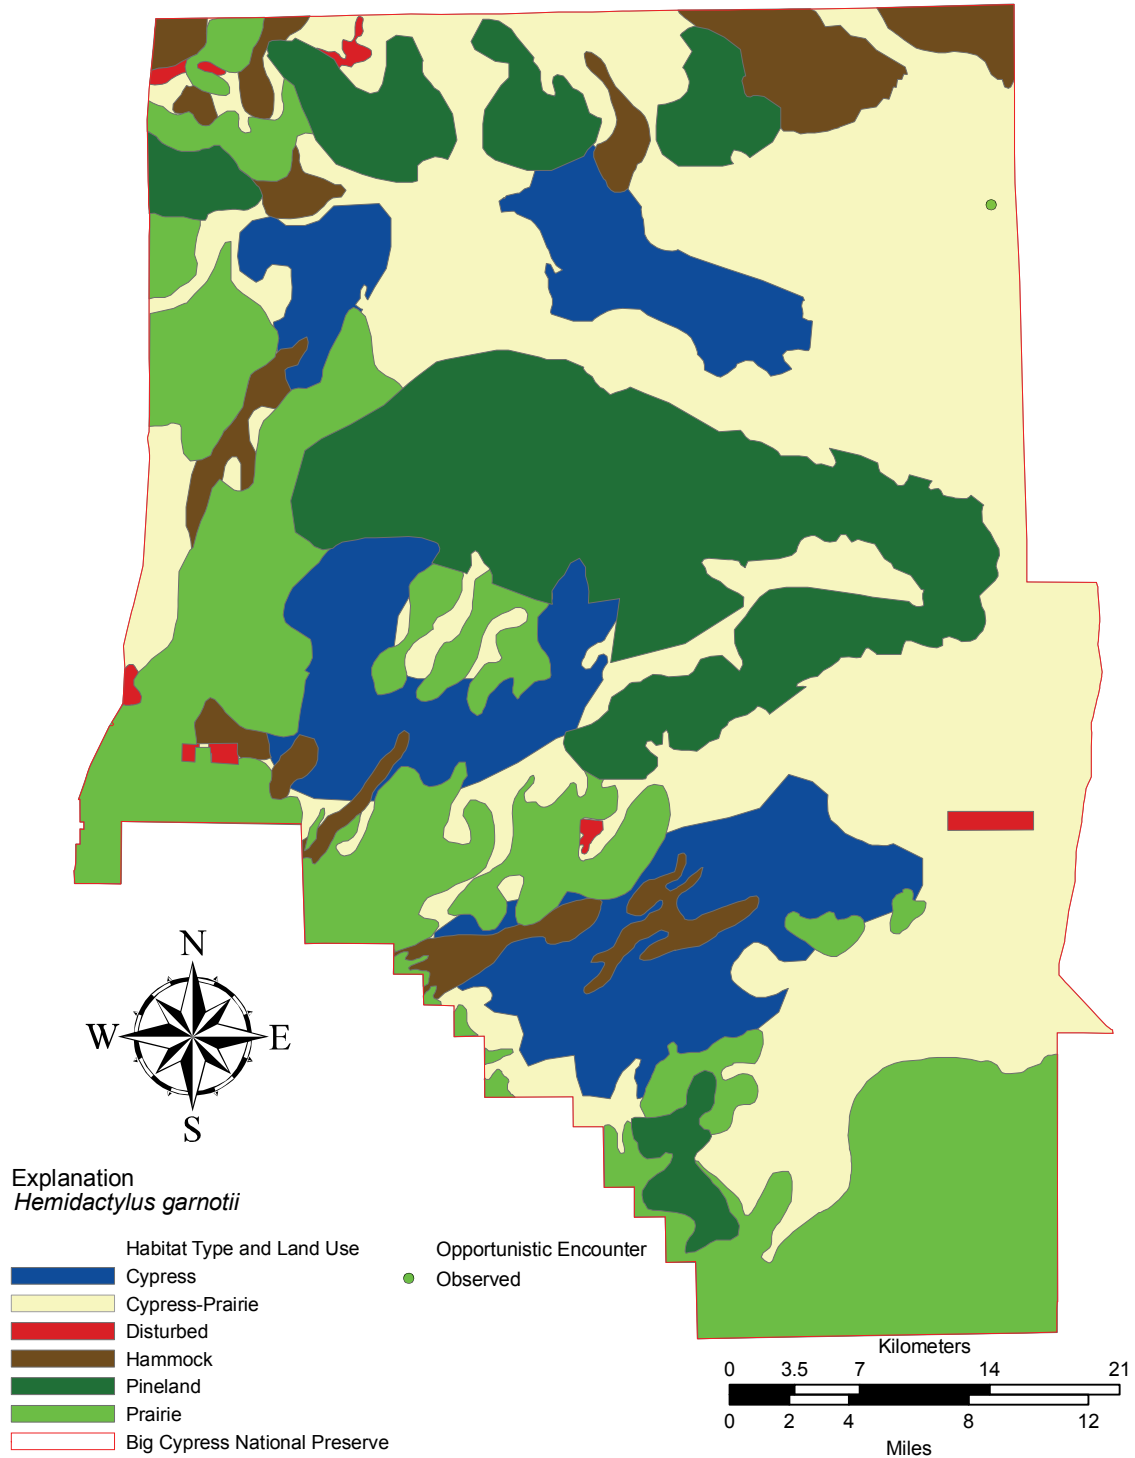 N
W E
S
Explanation
Hemidactylus garnotii
Habitat Type and Land Use
Cypress
Cypress-Prairie
Disturbed
Hammock
Pineland
Prairie
Big Cypress National Preserve
Opportunistic Encounter
Observed
Kilometers
0 3.5 7 14 21
0 2 4 8 12
Miles